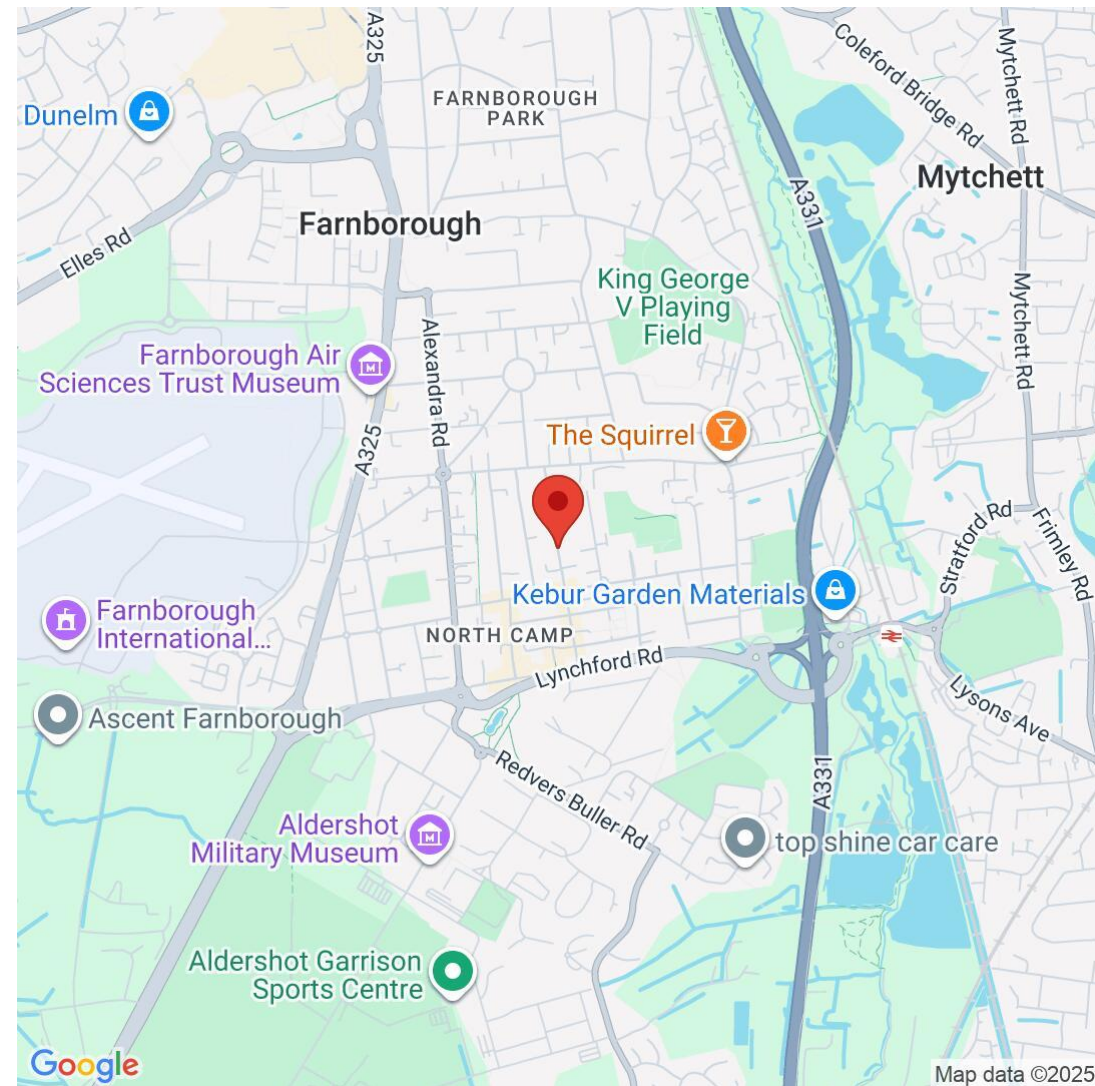 A325
Coleford Bridge Rd
Mytchett Rd
Dunelm
FARNBOROUGH
PARK
A331
Mytchett
Farnborough
Elles Rd
King George
V Playing
Field
Mytchett Rd
Alexandra Rd
Farnborough Air
Sciences Trust Museum
The Squirrel
A325
Stratford Rd
Frimley Rd
Kebur Garden Materials
Farnborough
International...
NORTH CAMP
Lynchford Rd
Lysons Ave
Ascent Farnborough
Redvers Buller Rd
A331
Aldershot
Military Museum
top shine car care
Aldershot Garrison
Sports Centre
Google
Map data ©2025